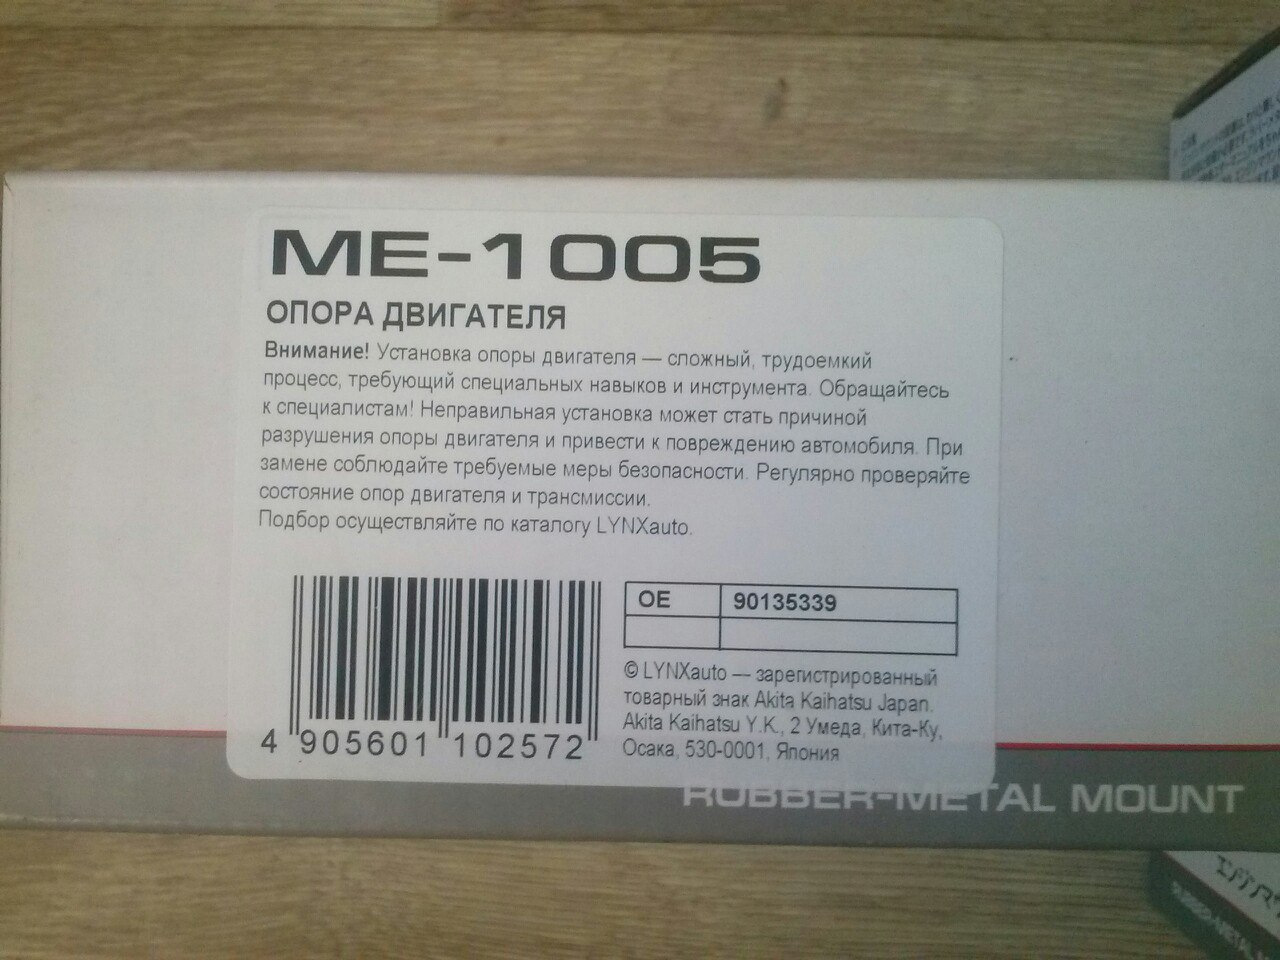 ME-1005
ОПОРА ДВИГАТЕЛЯ
Внимание! Установка опоры двигателя — сложный, трудоемкий
процесс, требующий специальных навыков и инструмента. Обращайтесь
к специалистам! Неправильная установка может стать причиной
разрушения опоры двигателя и привести к повреждению автомобиля. При
замене соблюдайте требуемые меры безопасности. Регулярно проверяйте
состояние опор двигателя и трансмиссии.
Подбор осуществляйте по каталогу LYNXauto.
OE 90135339
© LYNXauto — зарегистрированный
товарный знак Akita Kaihatsu Japan.
Akita Kaihatsu Y.K., 2 Умеда, Кита-Ку,
Осака, 530-0001, Япония
4 905601 102572
RUBBER-METAL MOUNT
RUBBER-METAL